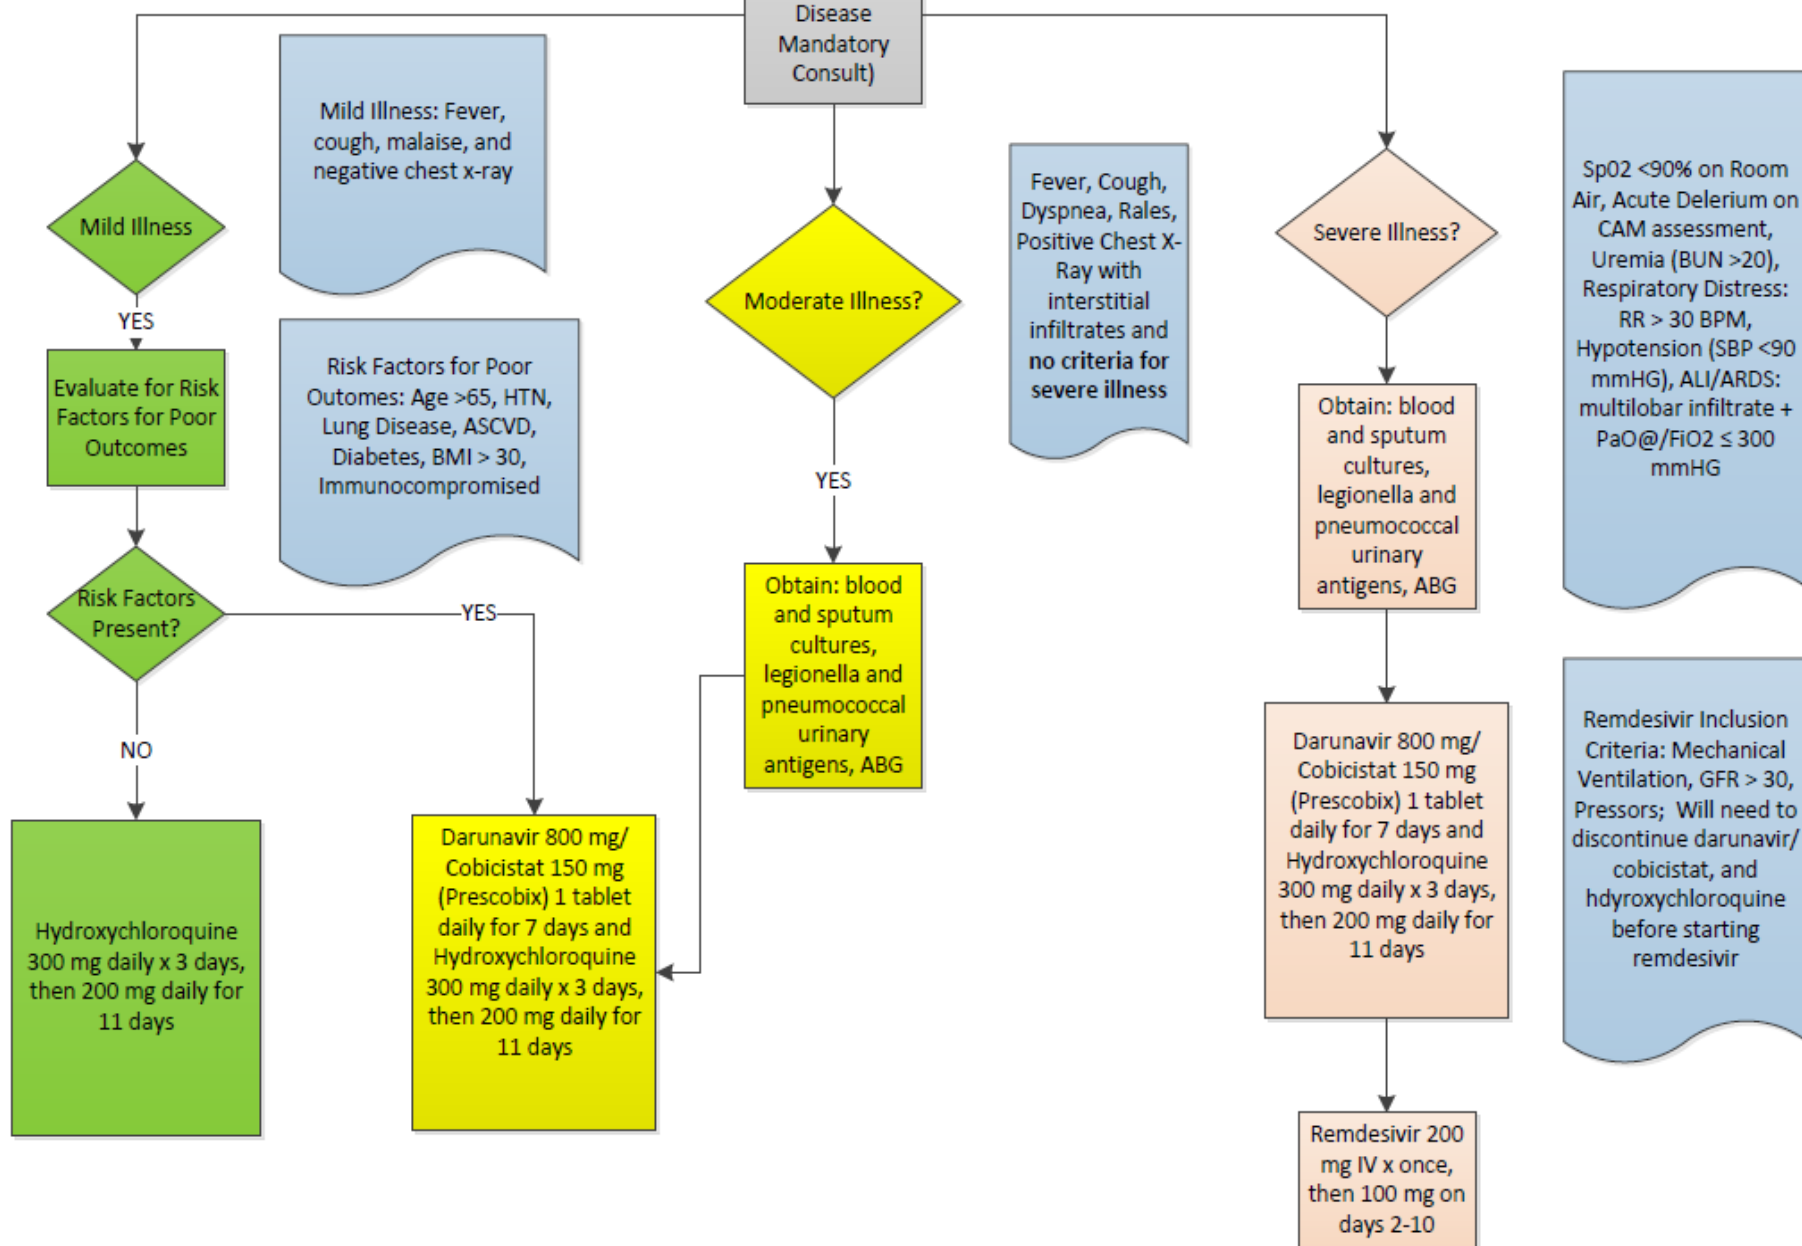 Disease
Mandatory
Consult)
Mild Illness: Fever,
cough, malaise, and
negative chest x-ray
Mild Illness
YES
Evaluate for Risk
Factors for Poor
Outcomes
Risk Factors for Poor
Outcomes: Age >65, HTN,
Lung Disease, ASCVD,
Diabetes, BMI > 30,
Immunocompromised
Risk Factors
Present?
YES
NO
Hydroxychloroquine
300 mg daily x 3 days,
then 200 mg daily for
11 days
Darunavir 800 mg/
Cobicistat 150 mg
(Prescobix) 1 tablet
daily for 7 days and
Hydroxychloroquine
300 mg daily x 3 days,
then 200 mg daily for
11 days
Moderate Illness?
Fever, Cough,
Dyspnea, Rales,
Positive Chest X-
Ray with
interstitial
infiltrates and
no criteria for
severe illness
YES
Obtain: blood
and sputum
cultures,
legionella and
pneumococcal
urinary
antigens, ABG
Severe Illness?
Sp02 <90% on Room
Air, Acute Delerium on
CAM assessment,
Uremia (BUN >20),
Respiratory Distress:
RR > 30 BPM,
Hypotension (SBP <90
mmHG), ALI/ARDS:
multilobar infiltrate +
PaO@/FiO2 ≤ 300
mmHG
Obtain: blood
and sputum
cultures,
legionella and
pneumococcal
urinary
antigens, ABG
Darunavir 800 mg/
Cobicistat 150 mg
(Prescobix) 1 tablet
daily for 7 days and
Hydroxychloroquine
300 mg daily x 3 days,
then 200 mg daily for
11 days
Remdesivir Inclusion
Criteria: Mechanical
Ventilation, GFR > 30,
Pressors; Will need to
discontinue darunavir/
cobicistat, and
hdyroxychloroquine
before starting
remdesivir
Remdesivir 200
mg IV x once,
then 100 mg on
days 2-10